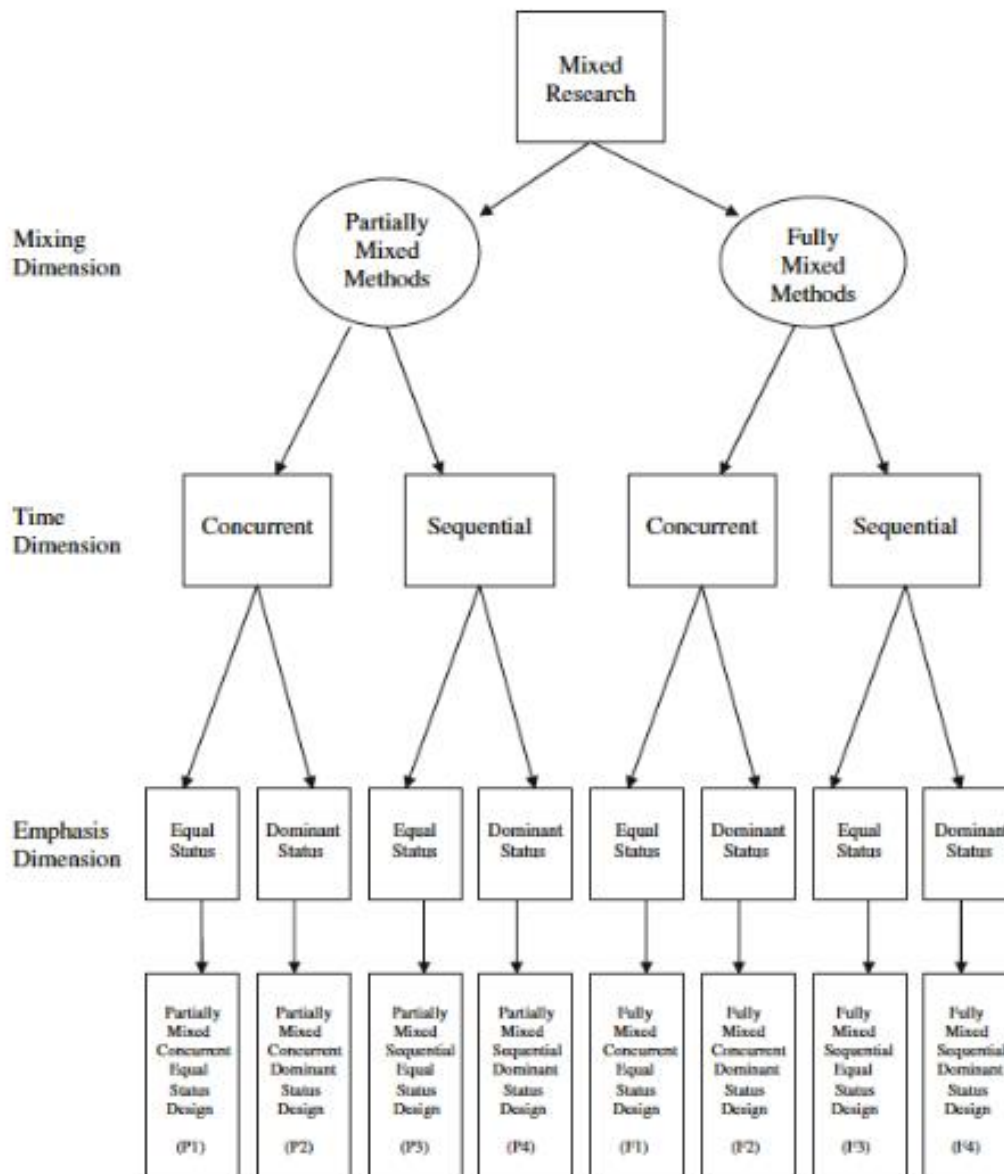 Mixed
Research
Mixing
Dimension
Partially
Mixed
Methods
Fully
Mixed
Methods
Time
Dimension
Concurrent
Sequential
Concurrent
Sequential
Emphasis
Dimension
Equal
Status
Dominant
Status
Equal
Status
Dominant
Status
Equal
Status
Dominant
Status
Equal
Status
Dominant
Status
Partially
Mixed
Concurrent
Equal
Status
Design
(P1)
Partially
Mixed
Concurrent
Dominant
Status
Design
(P2)
Partially
Mixed
Sequential
Equal
Status
Design
(P3)
Partially
Mixed
Sequential
Dominant
Status
Design
(P4)
Fully
Mixed
Concurrent
Equal
Status
Design
(F1)
Fully
Mixed
Concurrent
Dominant
Status
Design
(F2)
Fully
Mixed
Sequential
Equal
Status
Design
(F3)
Fully
Mixed
Sequential
Dominant
Status
Design
(F4)